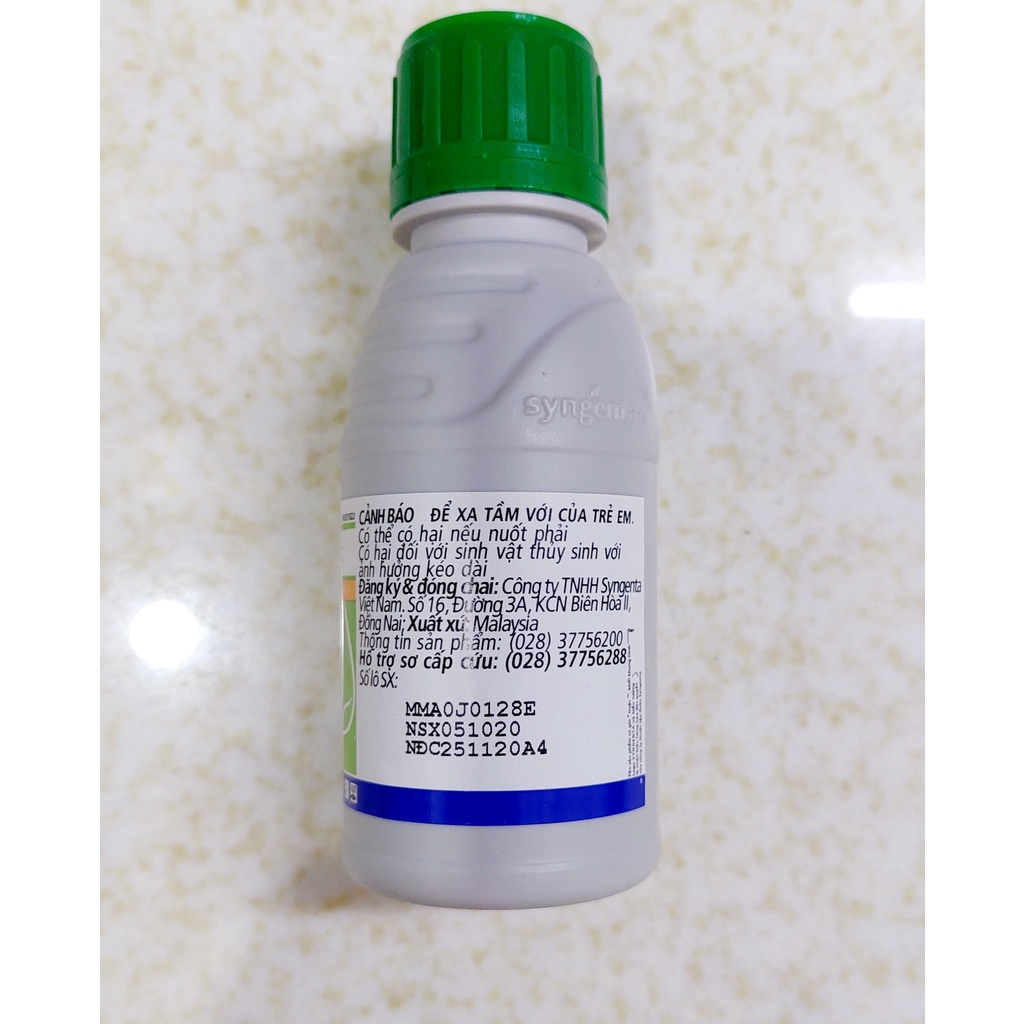 syngenta
CẢNH BÁO ĐỂ XA TẦM VỚI CỦA TRẺ EM.
Có thể có hại nếu nuốt phải
Có hại đối với sinh vật thủy sinh với
ảnh hưởng kéo dài
Đăng ký & đóng chai: Công ty TNHH Syngenta
Việt Nam. Số 16, Đường 3A, KCN Biên Hòa II,
Đồng Nai; Xuất xứ: Malaysia
Thông tin sản phẩm: (028) 37756200
Hỗ trợ sơ cấp cứu: (028) 37756288
Số lô SX:
MMA0J0128E
NSX051020
NĐC251120A4